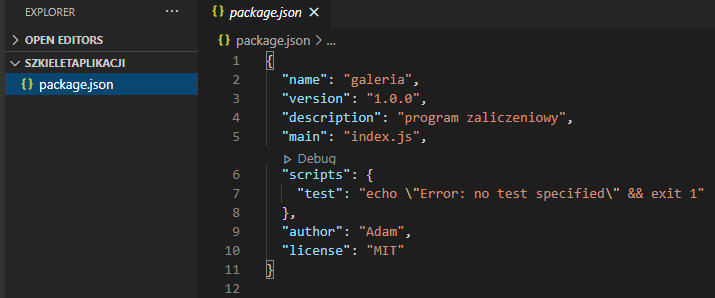 EXPLORER ...
OPEN EDITORS
SZKIELETAPLIKACJI
{} package.json
{} package.json ×
{} package.json > ...
1 {
2 "name": "galeria",
3 "version": "1.0.0",
4 "description": "program zaliczeniowy",
5 "main": "index.js",
Debug
6 "scripts": {
7 "test": "echo \"Error: no test specified\" && exit 1"
8 },
9 "author": "Adam",
10 "license": "MIT"
11 }
12